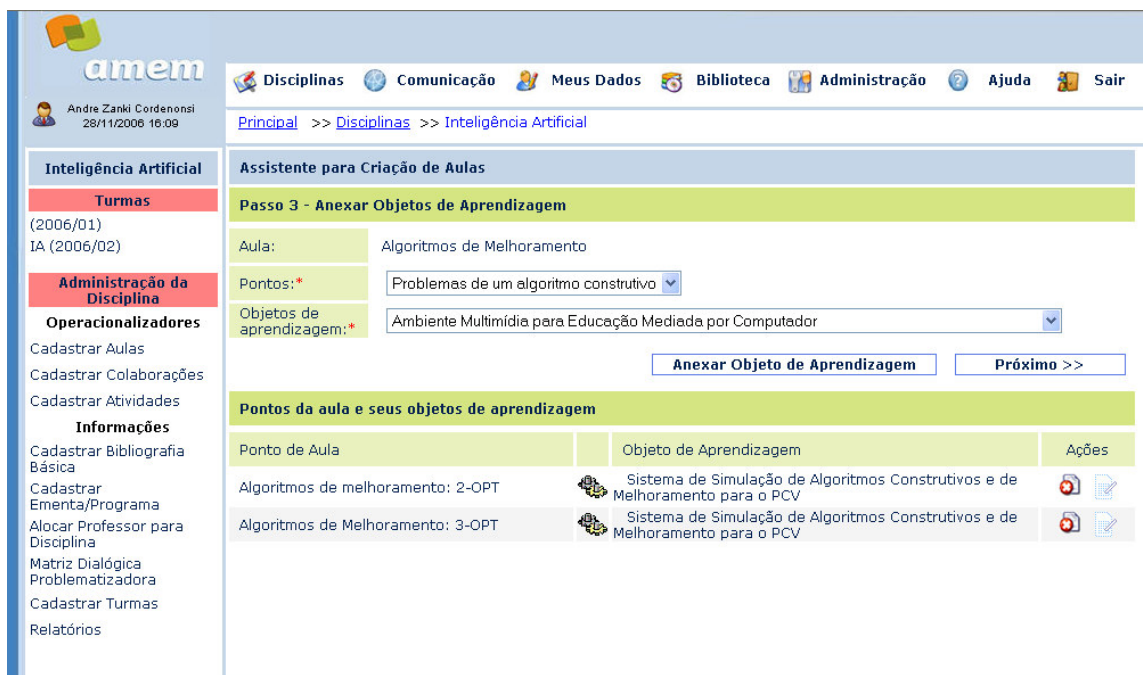 amem
Disciplinas Comunicação Meus Dados Biblioteca Administração Ajuda Sair
Andre Zanki Cordenonsi
28/11/2006 16:09
Principal >> Disciplinas >> Inteligência Artificial
Inteligência Artificial
Turmas
(2006/01)
IA (2006/02)
Administração da
Disciplina
Operacionalizadores
Cadastrar Aulas
Cadastrar Colaborações
Cadastrar Atividades
Informações
Cadastrar Bibliografia
Básica
Cadastrar
Ementa/Programa
Alocar Professor para
Disciplina
Matriz Dialógica
Problematizadora
Cadastrar Turmas
Relatórios
Assistente para Criação de Aulas
Passo 3 - Anexar Objetos de Aprendizagem
Aula: Algoritmos de Melhoramento
Pontos:* Problemas de um algoritmo construtivo
Objetos de
aprendizagem:* Ambiente Multimídia para Educação Mediada por Computador
Anexar Objeto de Aprendizagem Próximo >>
Pontos da aula e seus objetos de aprendizagem
Ponto de Aula Objeto de Aprendizagem Ações
Algoritmos de melhoramento: 2-OPT Sistema de Simulação de Algoritmos Construtivos e de
Melhoramento para o PCV
Algoritmos de Melhoramento: 3-OPT Sistema de Simulação de Algoritmos Construtivos e de
Melhoramento para o PCV